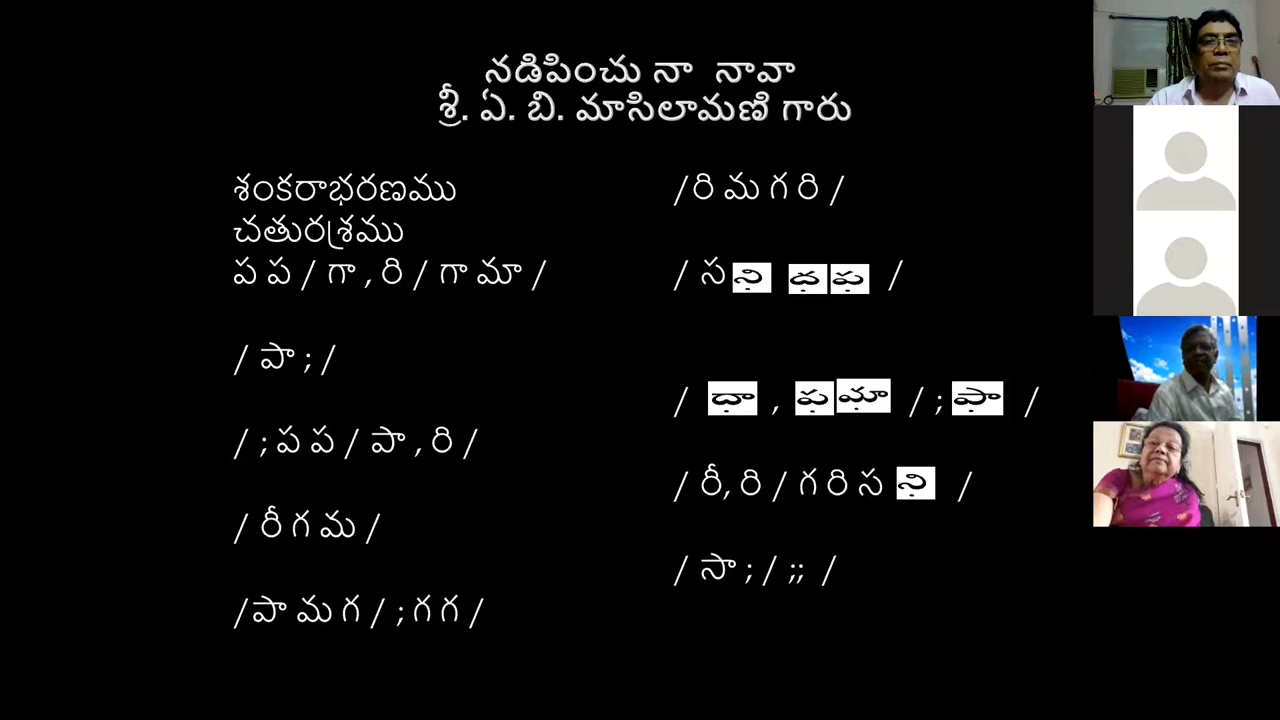 నడిపించు నా నావా
శ్రీ. ఏ. బి. మాసిలామణి గారు
శంకరాభరణము
చతురశ్రము
ప ప / గా , రి / గా మా /
/ పా ; /
/ ; ప ప / పా , రి /
/ రీ గ మ /
/పా మ గ / ; గ గ /
/రి మ గ రి /
/ స ని̣ ద̣ ప̣ /
/ దా̣ , ప̣ మా̣ / ; పా̣ /
/ రీ, రి / గ రి స ని̣ /
/ సా ; / ;; /